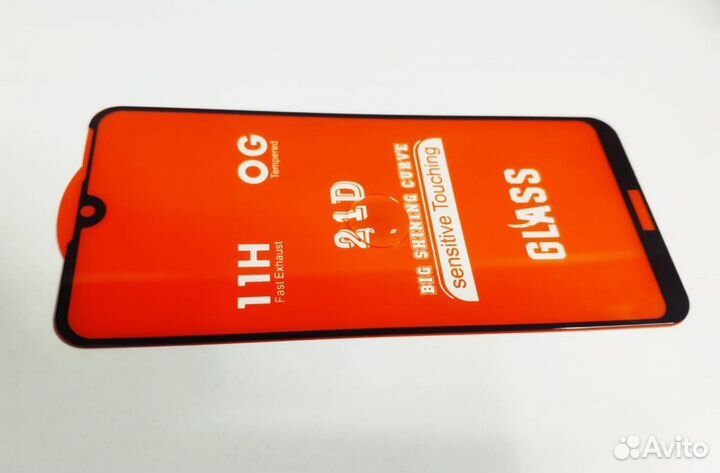 11H
Fast Exhaust
OG
Tempered
21D
BIG SHINING CURVE
sensitive Touching
GLASS
Avito